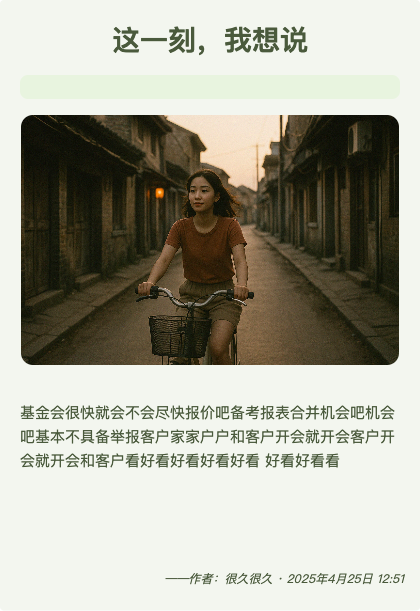 这一刻，我想说
基金会很快就会不会尽快报价吧备考报表合并机会吧机会
吧基本不具备举报客户家家户户和客户开会就开会客户开
会就开会和客户看好看好看好看好看 好看好看看
——作者：很久很久 · 2025年4月25日 12:51